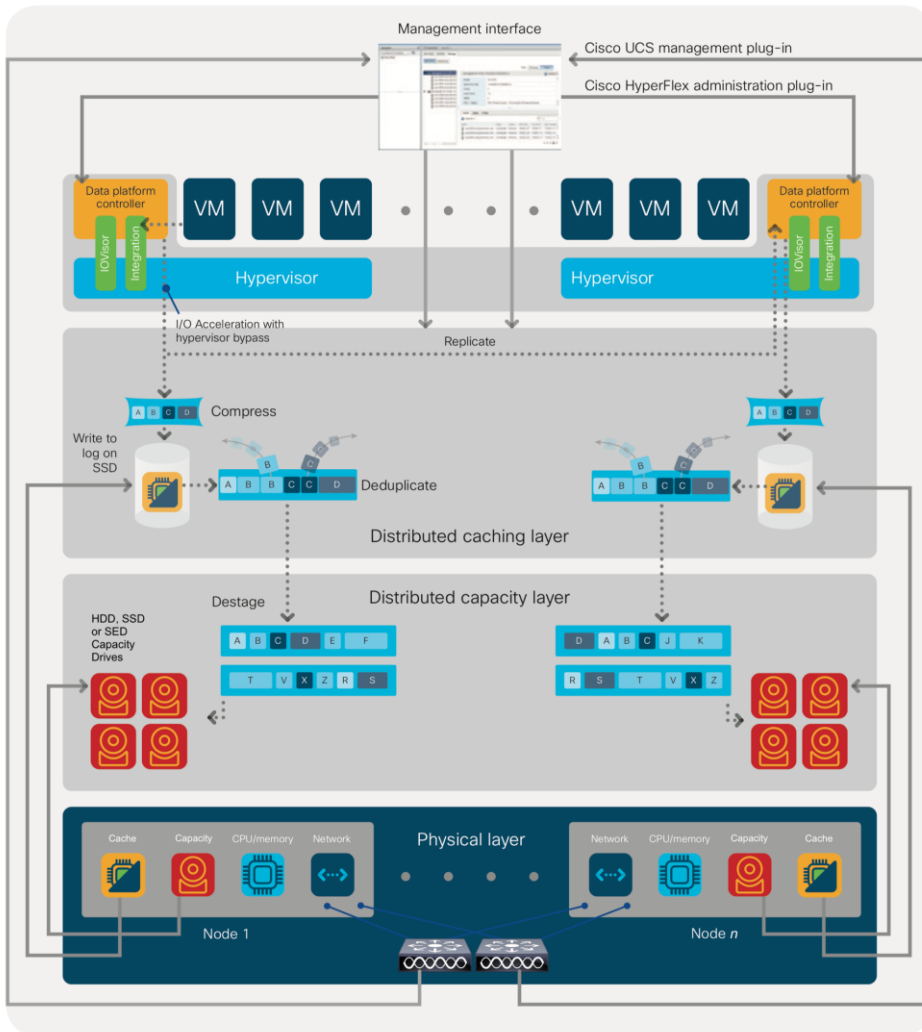 Management interface
Cisco UCS management plug-in
Cisco HyperFlex administration plug-in
Data platform
controller
VM
VM
VM
VM
VM
VM
Data platform
controller
IOVisor
Integration
Hypervisor
Hypervisor
IOVisor
Integration
I/O Acceleration with
hypervisor bypass
Replicate
A B C D
Compress
A B C D
Write to
log on
SSD
B
C
C
B
C
C
A B B C C D
Deduplicate
A B B C C D
Distributed caching layer
Destage
Distributed capacity layer
HDD, SSD
or SED
Capacity
Drives
A B C D E F
D A B C J K
T V X Z R S
R S T V X Z
Physical layer
Cache
Capacity
CPU/memory
Network
Network
CPU/memory
Capacity
Cache
Node 1
Node n